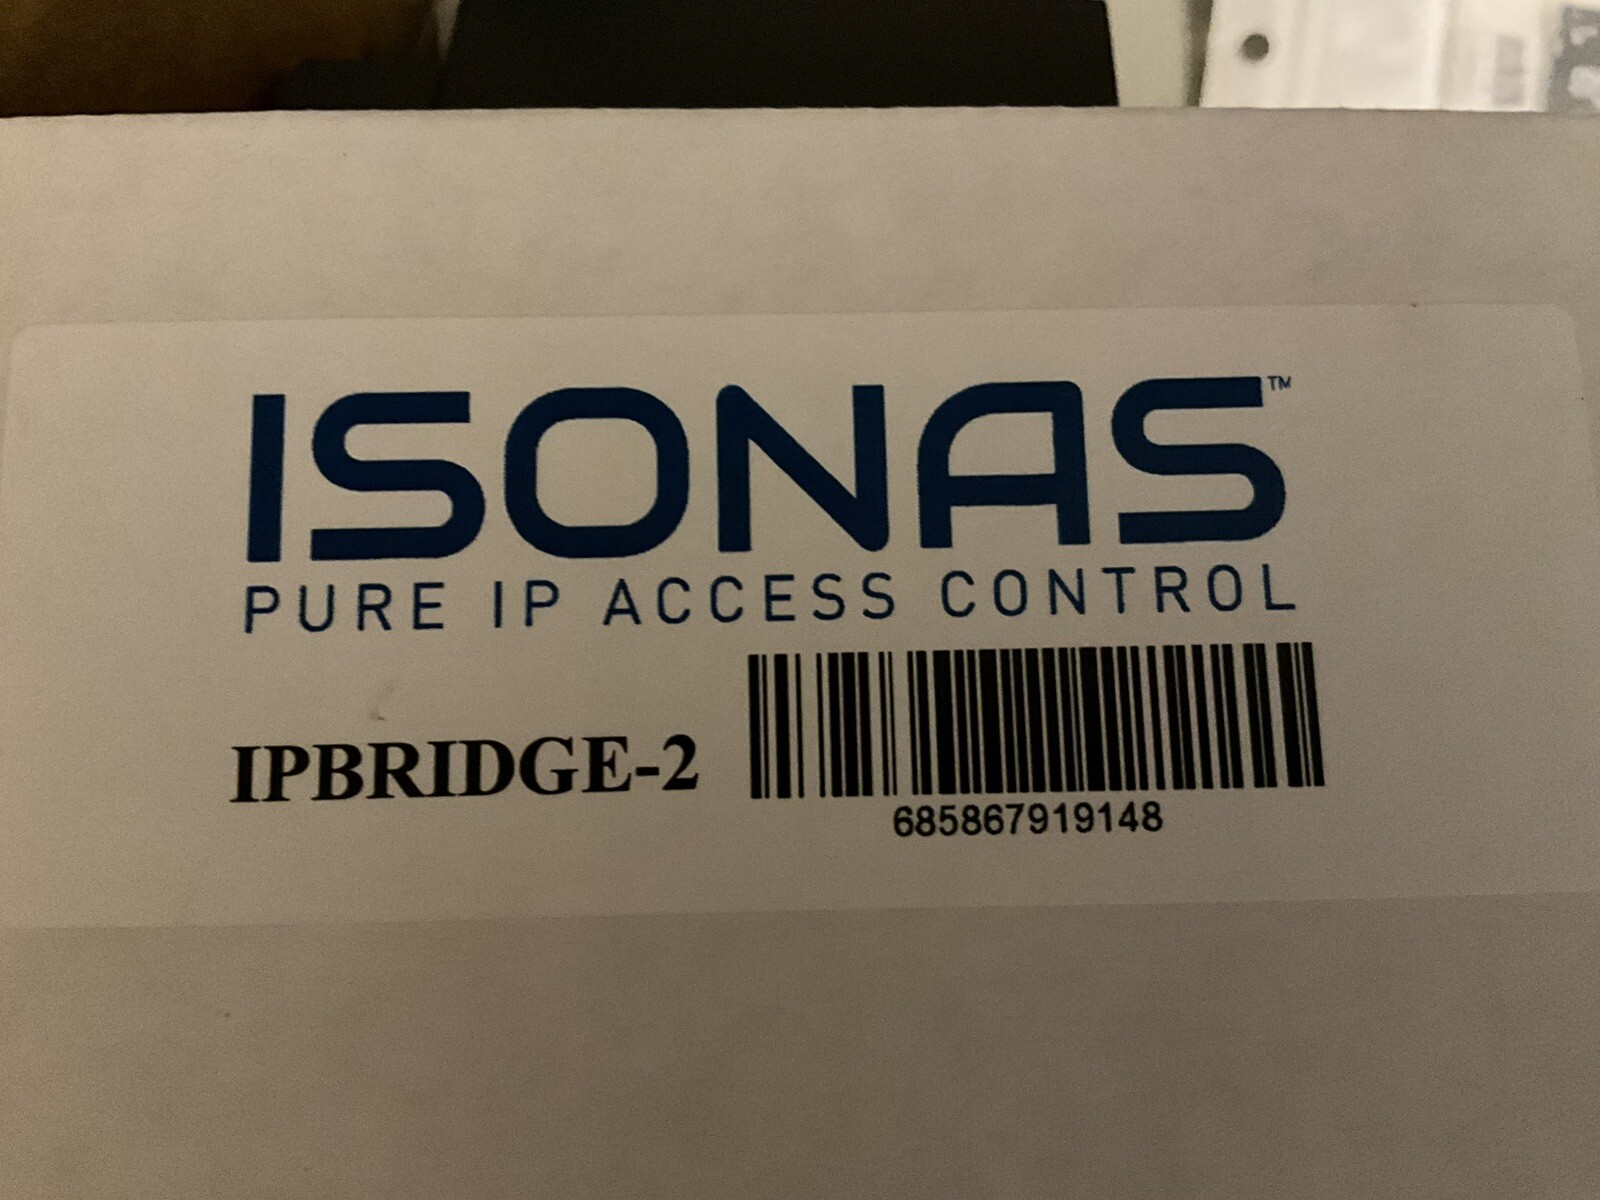 ISONAS™
PURE IP ACCESS CONTROL
IPBRIDGE-2
685867919148